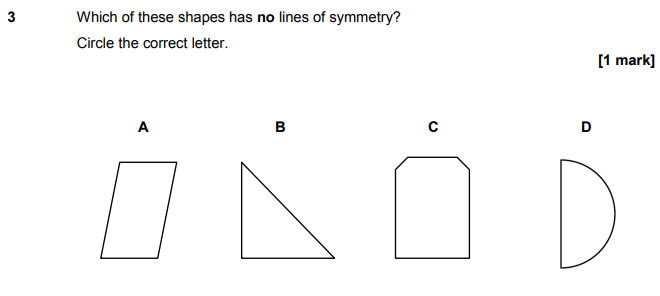 3 Which of these shapes has no lines of symmetry?
Circle the correct letter.
[1 mark]
A B C D